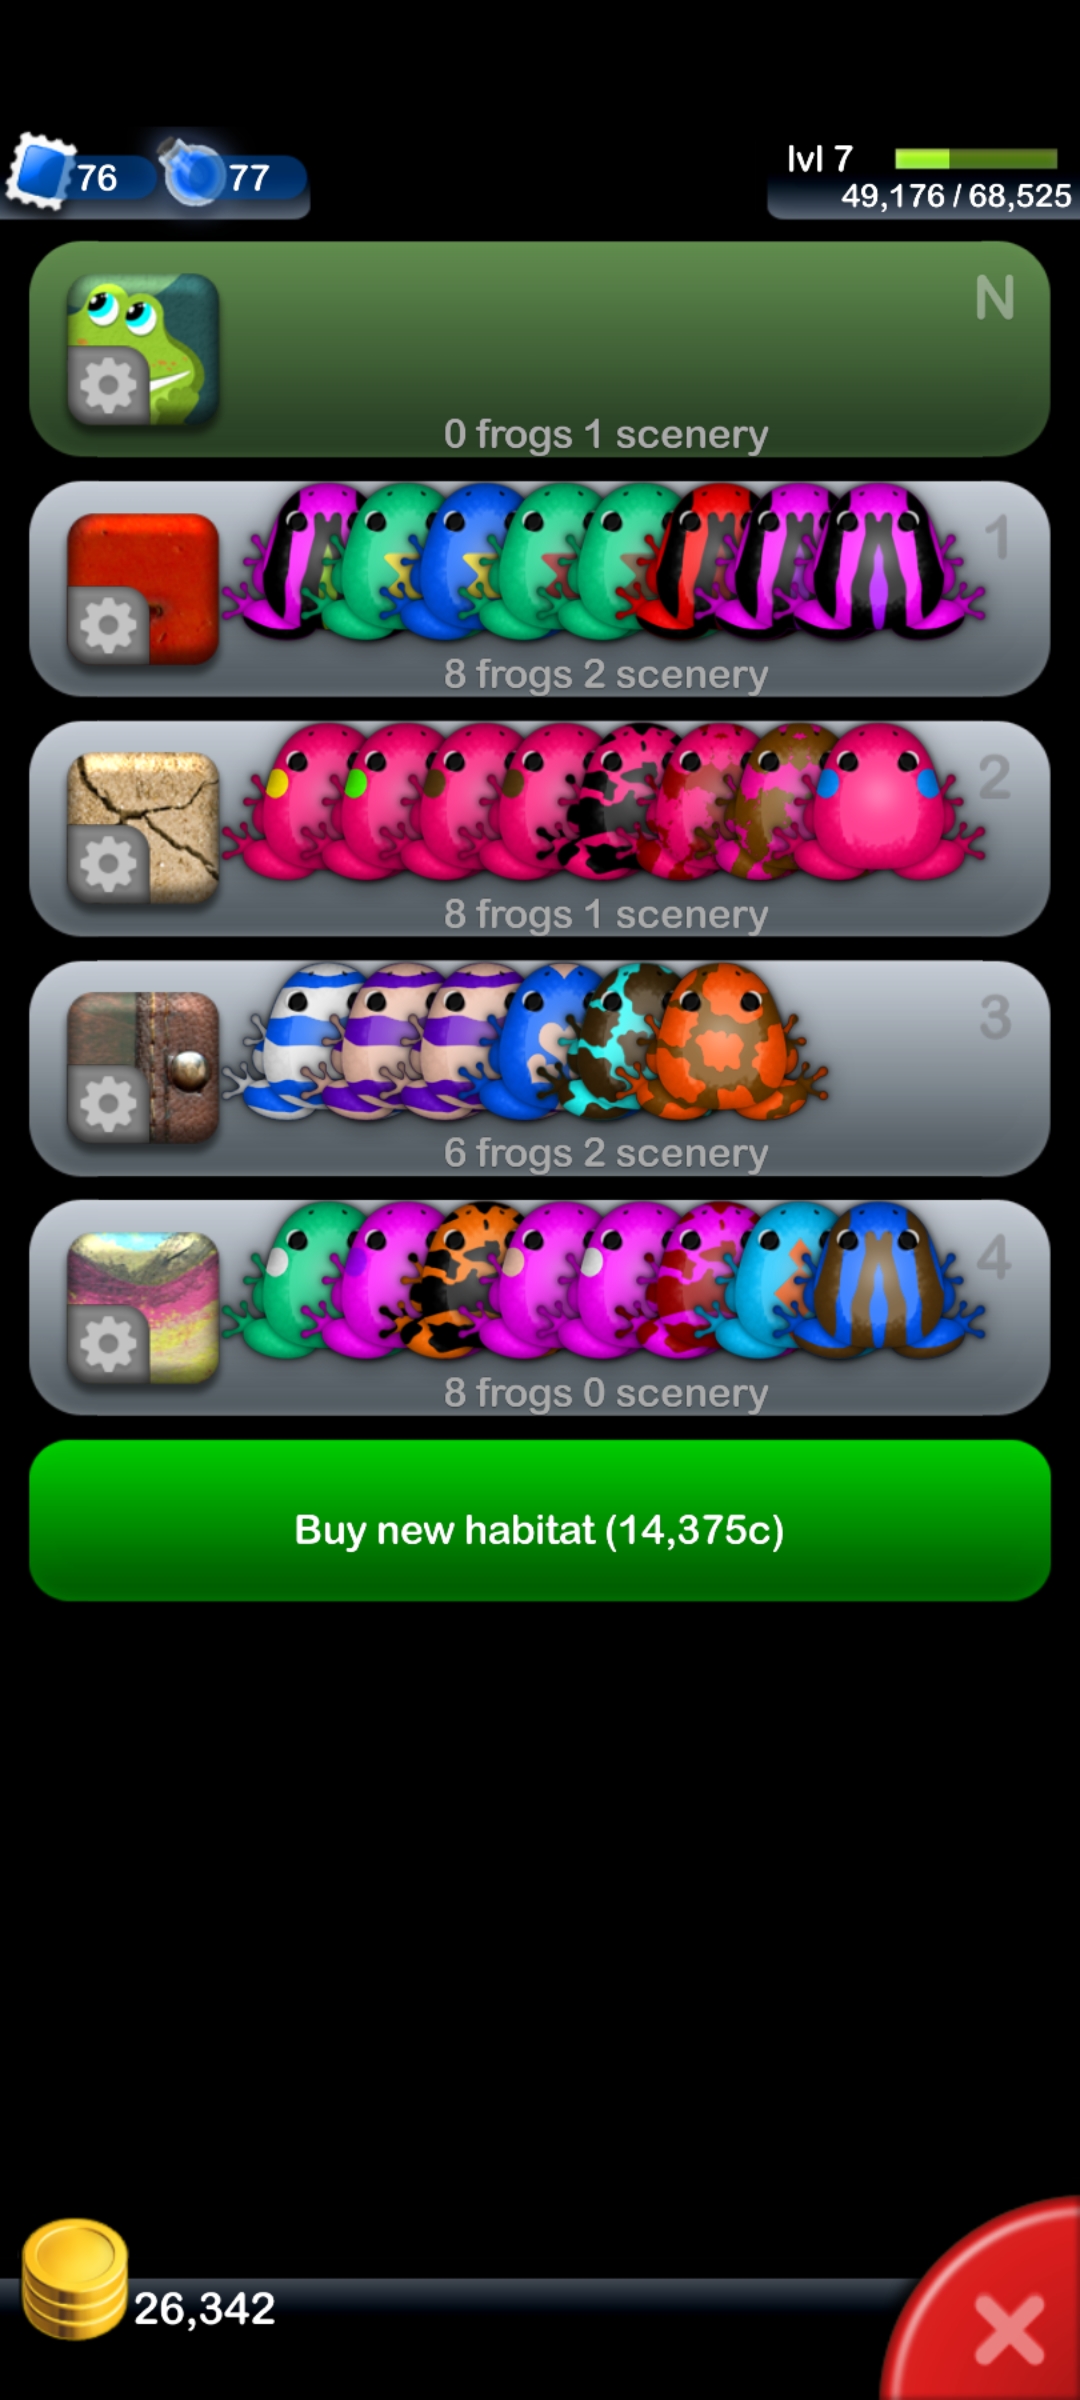 76
77
lvl 7
49,176 / 68,525
N
0 frogs 1 scenery
1
8 frogs 2 scenery
2
8 frogs 1 scenery
3
6 frogs 2 scenery
4
8 frogs 0 scenery
Buy new habitat (14,375c)
26,342